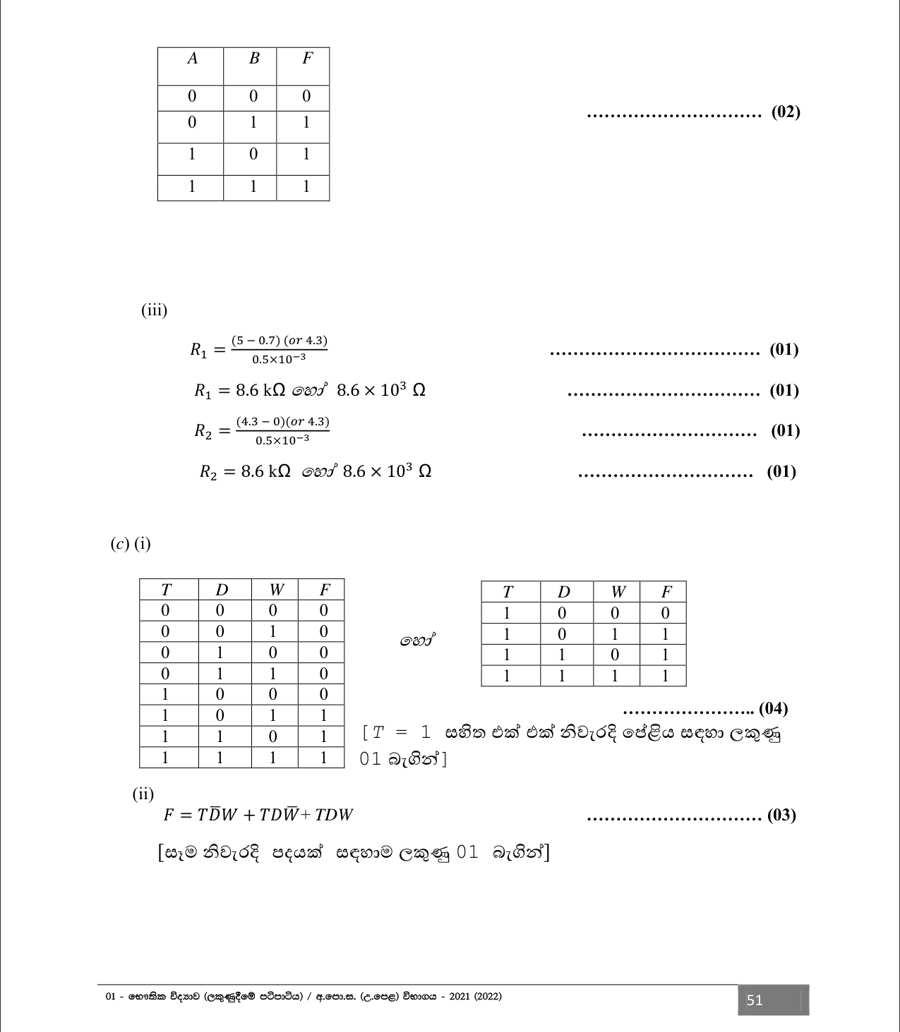 A B F
0 0 0
0 1 1
1 0 1
1 1 1
………………………… (02)
(iii)
R₁ = (5 − 0.7) (or 4.3) / 0.5×10⁻³ ……………………………… (01)
R₁ = 8.6 kΩ හෝ 8.6 × 10³ Ω …………………………… (01)
R₂ = (4.3 − 0)(or 4.3) / 0.5×10⁻³ ………………………… (01)
R₂ = 8.6 kΩ හෝ 8.6 × 10³ Ω ………………………… (01)
(c) (i)
T D W F
0 0 0 0
0 0 1 0
0 1 0 0
0 1 1 0
1 0 0 0
1 0 1 1
1 1 0 1
1 1 1 1
හෝ
T D W F
1 0 0 0
1 0 1 1
1 1 0 1
1 1 1 1
………………….. (04)
[ T = 1 සහිත එක් එක් නිවැරදි පේළිය සඳහා ලකුණු
01 බැගින්]
(ii)
F = TD̅W + TDW̅ + TDW ………………………… (03)
[සෑම නිවැරදි පදයක් සඳහාම ලකුණු 01 බැගින්]
01 - භෞතික විද්‍යාව (ලකුණුදීමේ පටිපාටිය) / අ.පො.ස. (උ.පෙළ) විභාගය - 2021 (2022)
51